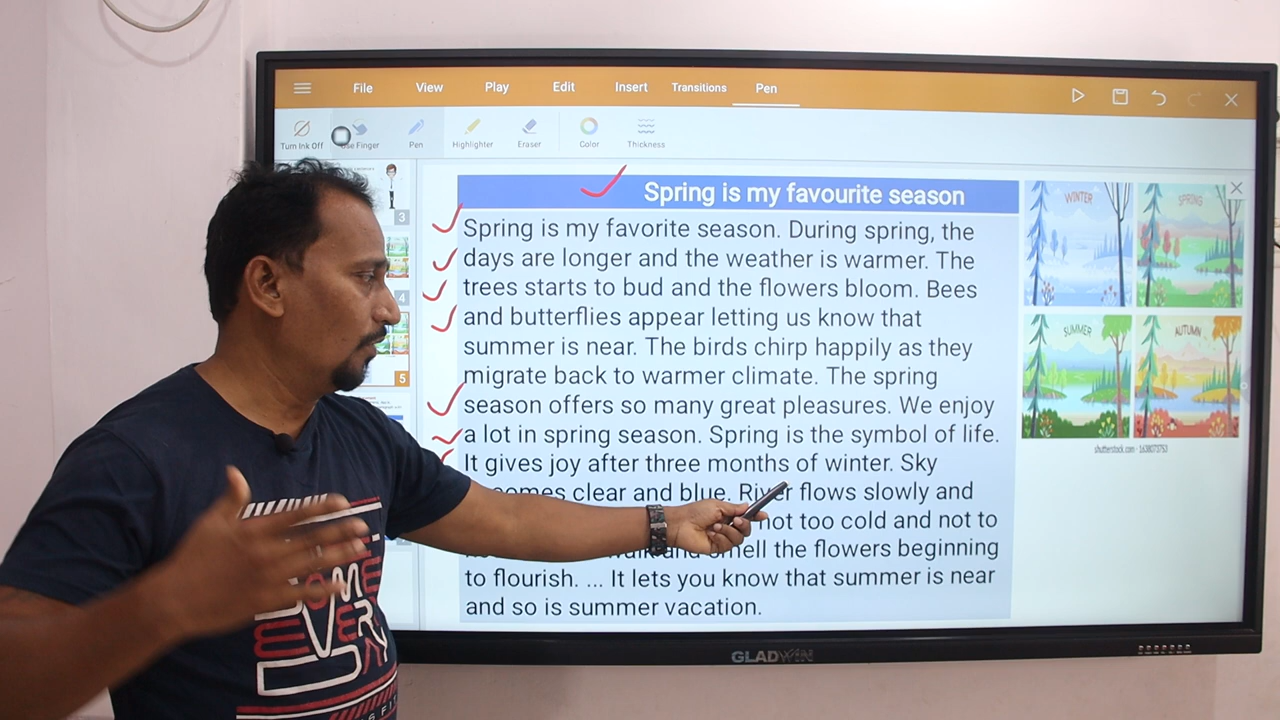 File View Play Edit Insert Transitions Pen
Turn Ink Off Use Finger Pen Highlighter Eraser Color Thickness
3
4
5
Spring is my favourite season
Spring is my favorite season. During spring, the
days are longer and the weather is warmer. The
trees starts to bud and the flowers bloom. Bees
and butterflies appear letting us know that
summer is near. The birds chirp happily as they
migrate back to warmer climate. The spring
season offers so many great pleasures. We enjoy
a lot in spring season. Spring is the symbol of life.
It gives joy after three months of winter. Sky
clear and blue. River flows slowly and
not too cold and not to
and smell the flowers beginning
to flourish. ... It lets you know that summer is near
and so is summer vacation.
WINTER
SPRING
SUMMER
AUTUMN
shutterstock.com · 1638073753
GLADWIN